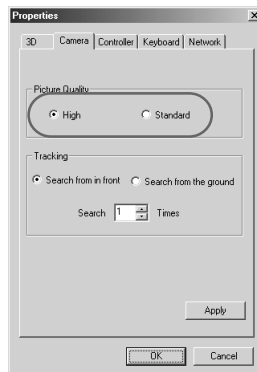 Properties
3D Camera Controller Keyboard Network
Picture Quality
High Standard
Tracking
Search from in front Search from the ground
Search 1 Times
Apply
OK Cancel